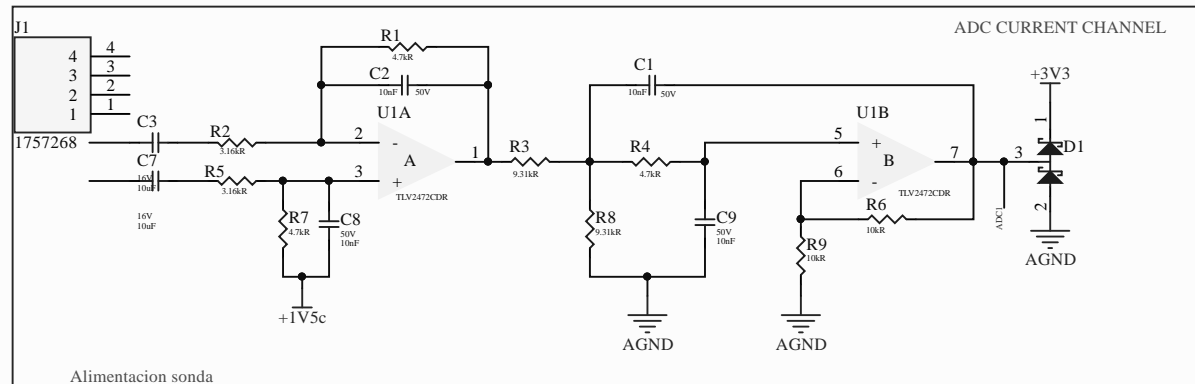 ADC CURRENT CHANNEL
J1
4 4
3 3
2 2
1 1
1757268
R1
4.7kR
C2
10nF 50V
C1
10nF 50V
+3V3
U1A
U1B
1
C3
R2
3.16kR
2
-
A
+
1
TLV2472CDR
R3
9.31kR
R4
4.7kR
5
+
B
-
7
TLV2472CDR
3
D1
C7
16V
10uF
R5
3.16kR
3
6
R6
10kR
ADC1
2
16V
10uF
R7
4.7kR
C8
50V
10nF
R8
9.31kR
C9
50V
10nF
R9
10kR
AGND
+1V5c
AGND
AGND
Alimentacion sonda